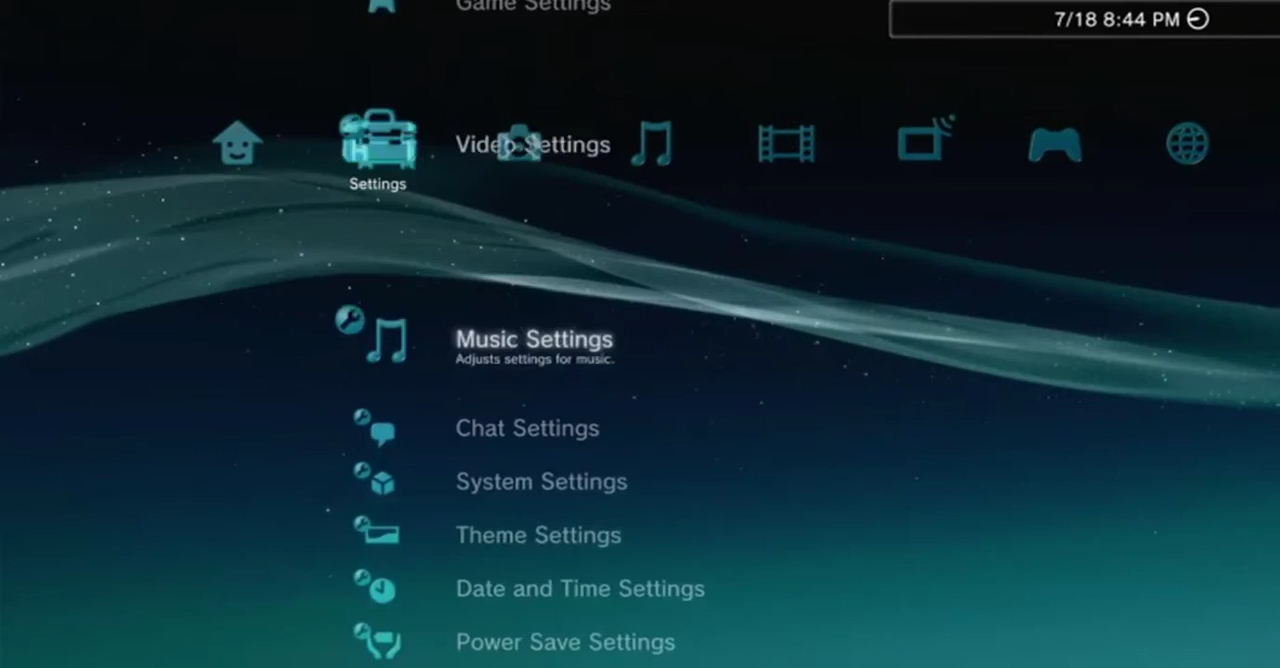 Game Settings
7/18 8:44 PM
Video Settings
Settings
Music Settings
Adjusts settings for music.
Chat Settings
System Settings
Theme Settings
Date and Time Settings
Power Save Settings